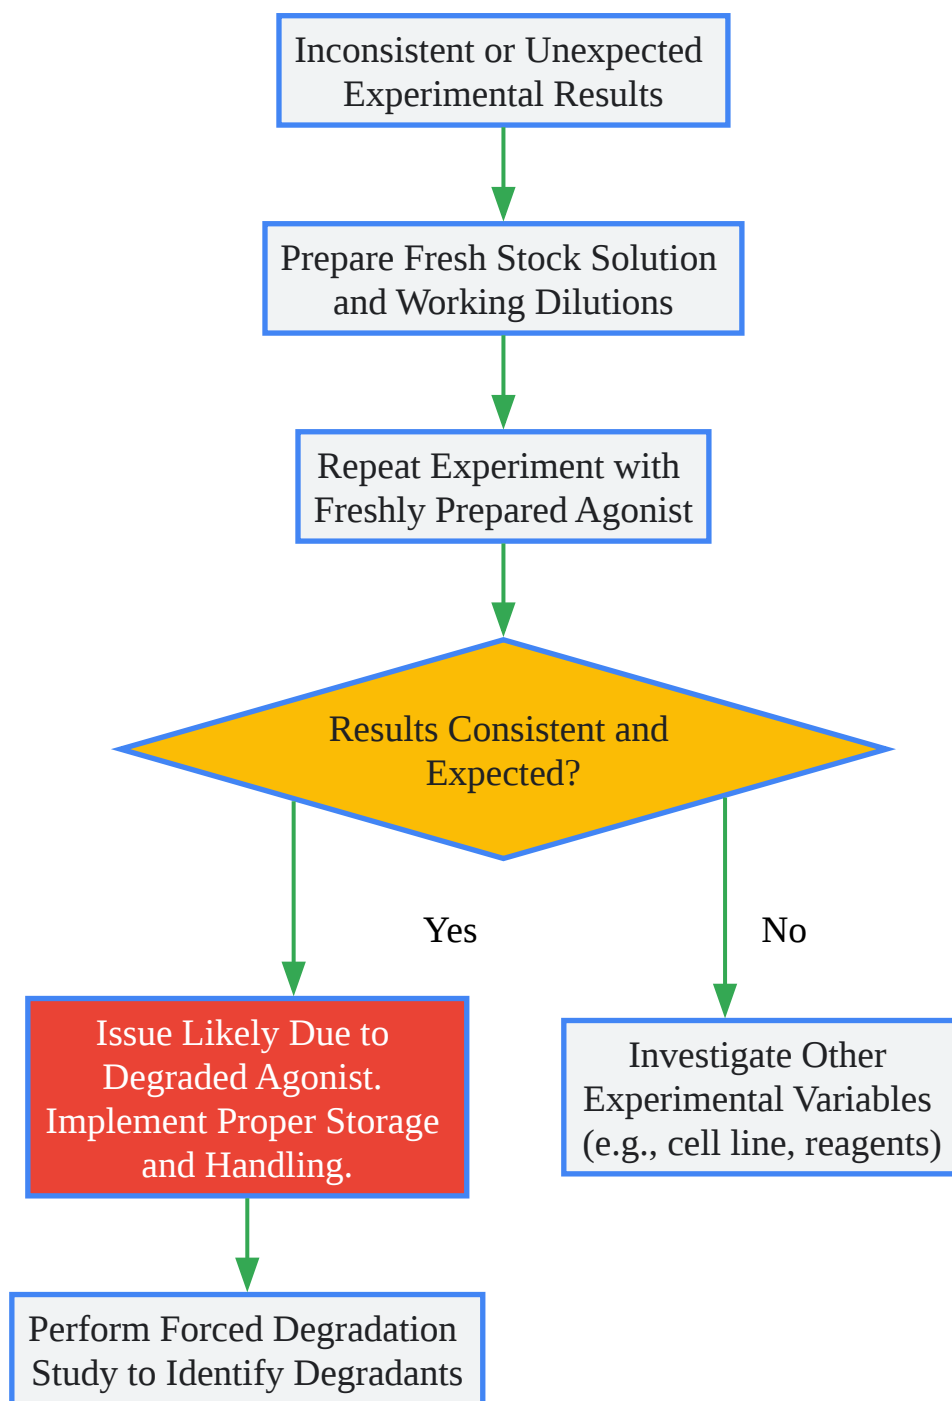 Inconsistent or Unexpected
Experimental Results
Prepare Fresh Stock Solution
and Working Dilutions
Repeat Experiment with
Freshly Prepared Agonist
Results Consistent and
Expected?
Yes
No
Issue Likely Due to
Degraded Agonist.
Implement Proper Storage
and Handling.
Investigate Other
Experimental Variables
(e.g., cell line, reagents)
Perform Forced Degradation
Study to Identify Degradants